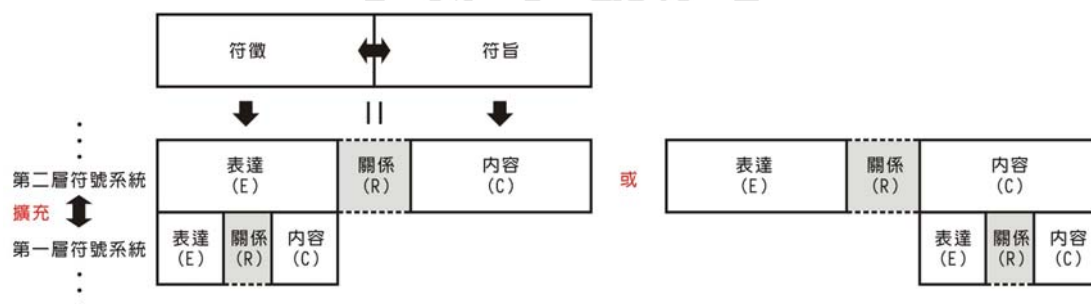 符徵 符旨
第二層符號系統 表達 關係 內容 或 表達 關係 內容
(E) (R) (C) (E) (R) (C)
擴充
第一層符號系統 表達 關係 內容 表達 關係 內容
(E) (R) (C) (E) (R) (C)